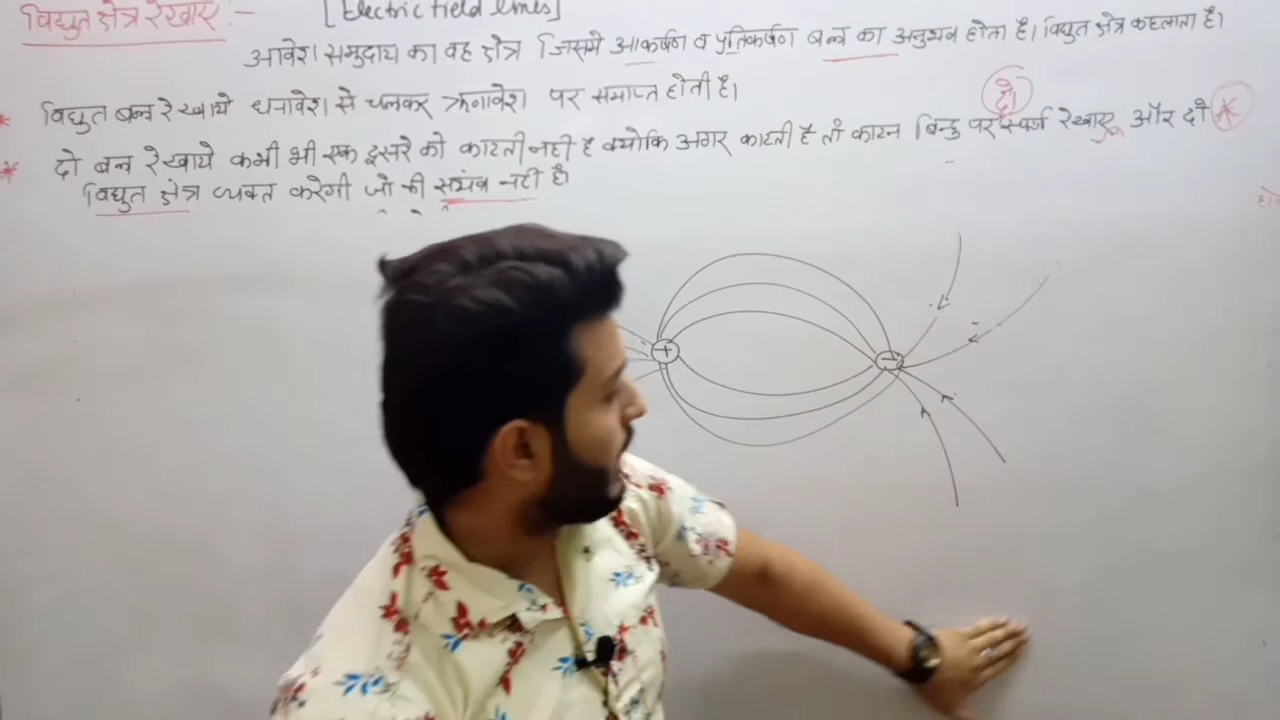 विद्युत क्षेत्र रेखाएं :- [Electric field lines]
आवेश समुदाय का वह क्षेत्र जिसमे आकर्षण व प्रतिकर्षण बल का अनुभव होता है। विद्युत क्षेत्र कहलाता है।
* विद्युत बल रेखाये धनावेश से चलकर ऋणावेश पर समाप्त होती है।
दो
* दो बल रेखाये कभी भी एक दूसरे को काटती नही है क्योकि अगर काटती है तो काटन बिन्दु पर स्पर्ज रेखाए और दो *
विद्युत क्षेत्र व्यक्त करेगी जो की संभव नही है।
+ −